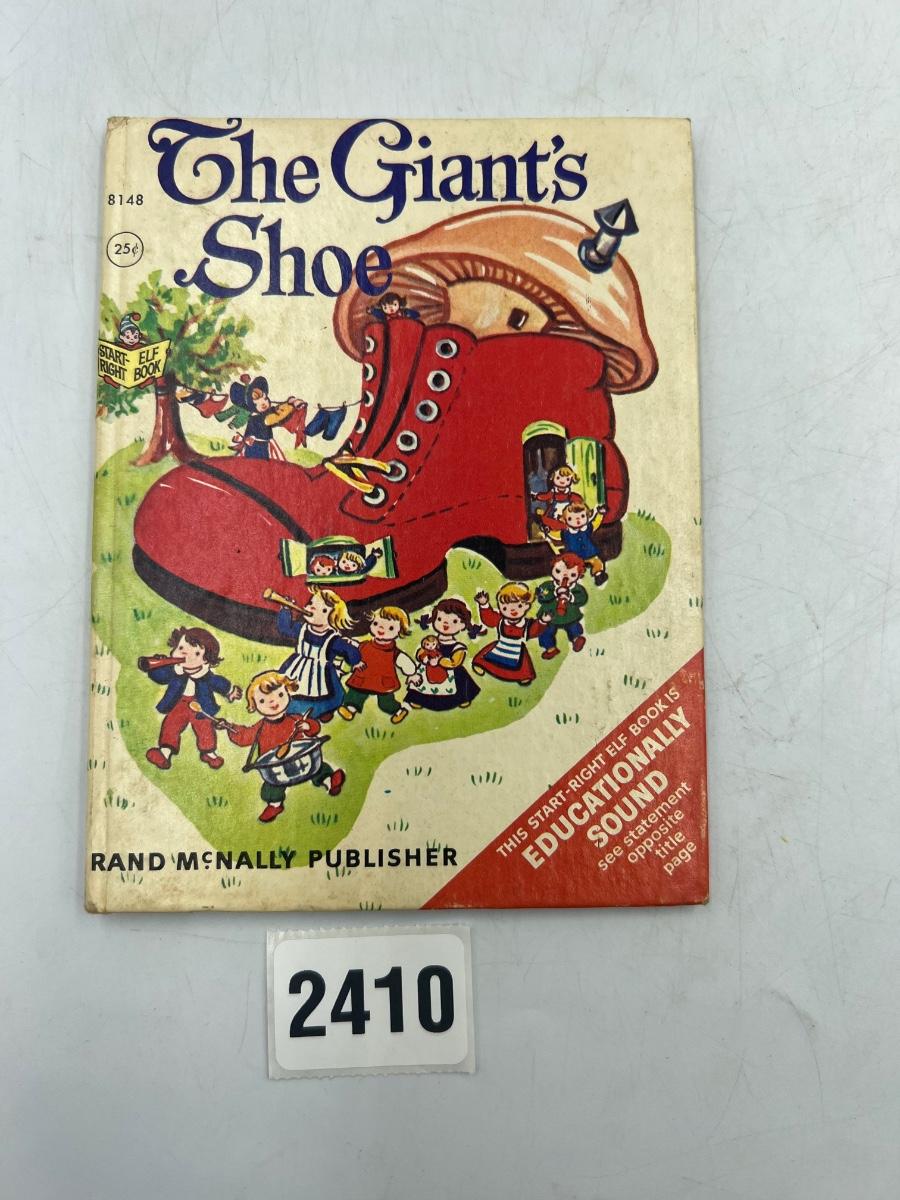 The Giant's
Shoe
8148
25¢
START- ELF
RIGHT BOOK
THIS START-RIGHT ELF BOOK IS
EDUCATIONALLY
SOUND
see statement
opposite
title
page
RAND McNALLY PUBLISHER
2410